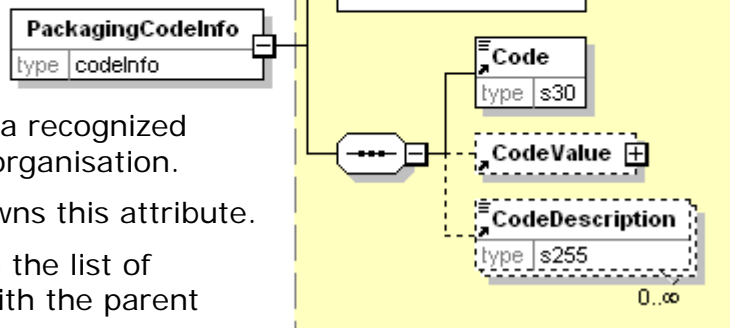 PackagingCodeInfo
type codeInfo
a recognized
organisation.
wns this attribute.
the list of
ith the parent
Code
type s30
CodeValue
CodeDescription
type s255
0..∞